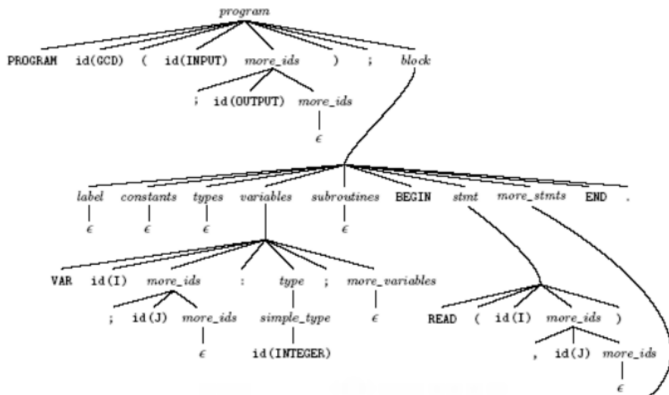 program
PROGRAM id(GCD) ( id(INPUT) more_ids ) ; block
; id(OUTPUT) more_ids
ϵ
label constants types variables subroutines BEGIN stmt more_stmts END .
ϵ ϵ ϵ ϵ
VAR id(I) more_ids : type ; more_variables
; id(J) more_ids simple_type ϵ READ ( id(I) more_ids )
ϵ id(INTEGER) , id(J) more_ids
ϵ